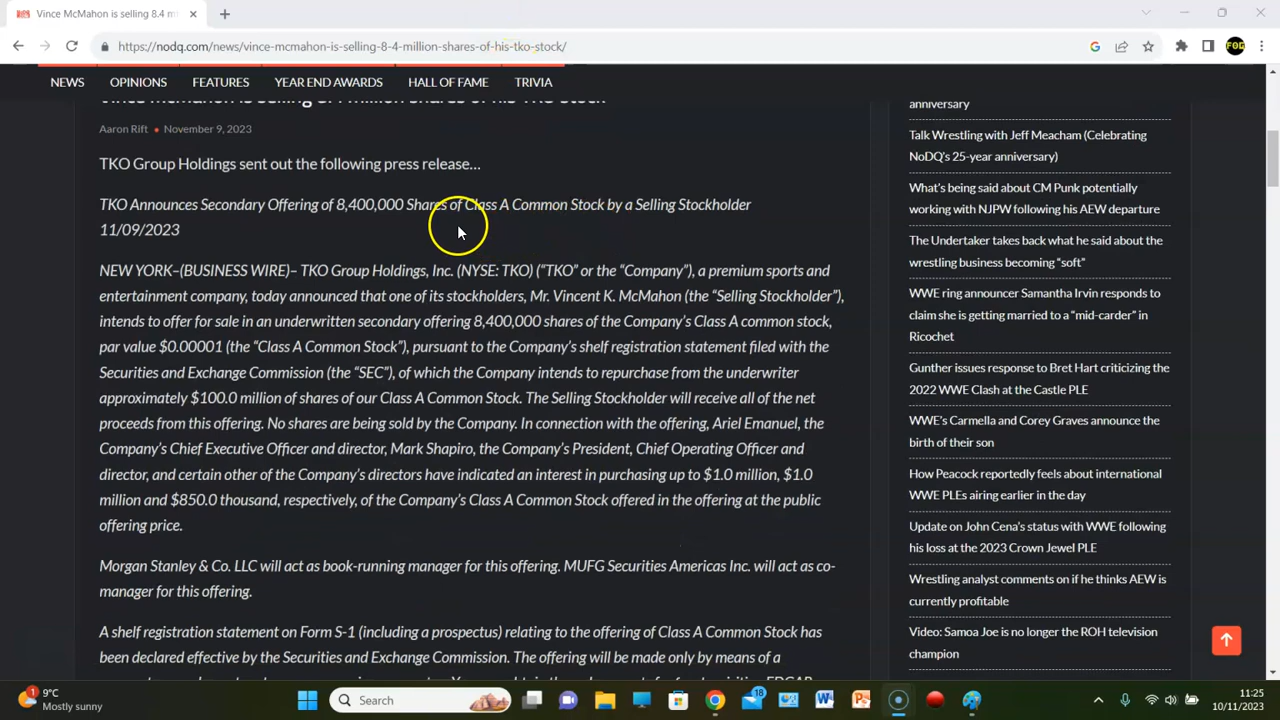 Vince McMahon is selling 8.4 m
https://nodq.com/news/vince-mcmahon-is-selling-8-4-million-shares-of-his-tko-stock/
NEWS OPINIONS FEATURES YEAR END AWARDS HALL OF FAME TRIVIA
Vince McMahon is selling 8.4 million shares of his TKO stock
Aaron Rift • November 9, 2023
TKO Group Holdings sent out the following press release…
TKO Announces Secondary Offering of 8,400,000 Shares of Class A Common Stock by a Selling Stockholder
11/09/2023
NEW YORK–(BUSINESS WIRE)– TKO Group Holdings, Inc. (NYSE: TKO) (“TKO” or the “Company”), a premium sports and
entertainment company, today announced that one of its stockholders, Mr. Vincent K. McMahon (the “Selling Stockholder”),
intends to offer for sale in an underwritten secondary offering 8,400,000 shares of the Company’s Class A common stock,
par value $0.00001 (the “Class A Common Stock”), pursuant to the Company’s shelf registration statement filed with the
Securities and Exchange Commission (the “SEC”), of which the Company intends to repurchase from the underwriter
approximately $100.0 million of shares of our Class A Common Stock. The Selling Stockholder will receive all of the net
proceeds from this offering. No shares are being sold by the Company. In connection with the offering, Ariel Emanuel, the
Company’s Chief Executive Officer and director, Mark Shapiro, the Company’s President, Chief Operating Officer and
director, and certain other of the Company’s directors have indicated an interest in purchasing up to $1.0 million, $1.0
million and $850.0 thousand, respectively, of the Company’s Class A Common Stock offered in the offering at the public
offering price.
Morgan Stanley & Co. LLC will act as book-running manager for this offering. MUFG Securities Americas Inc. will act as co-
manager for this offering.
A shelf registration statement on Form S-1 (including a prospectus) relating to the offering of Class A Common Stock has
been declared effective by the Securities and Exchange Commission. The offering will be made only by means of a
anniversary
Talk Wrestling with Jeff Meacham (Celebrating
NoDQ’s 25-year anniversary)
What’s being said about CM Punk potentially
working with NJPW following his AEW departure
The Undertaker takes back what he said about the
wrestling business becoming “soft”
WWE ring announcer Samantha Irvin responds to
claim she is getting married to a “mid-carder” in
Ricochet
Gunther issues response to Bret Hart criticizing the
2022 WWE Clash at the Castle PLE
WWE’s Carmella and Corey Graves announce the
birth of their son
How Peacock reportedly feels about international
WWE PLEs airing earlier in the day
Update on John Cena’s status with WWE following
his loss at the 2023 Crown Jewel PLE
Wrestling analyst comments on if he thinks AEW is
currently profitable
Video: Samoa Joe is no longer the ROH television
champion
1
9°C
Mostly sunny
Search
18
11:25
10/11/2023